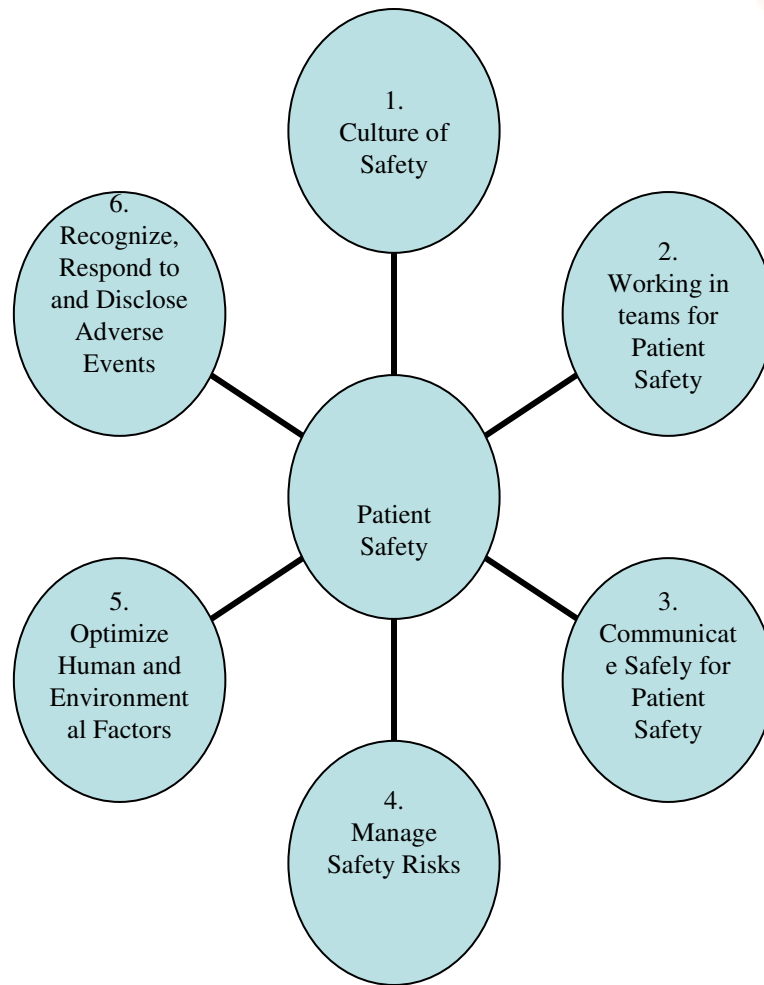 1.
Culture of
Safety
2.
Working in
teams for
Patient
Safety
3.
Communicat
e Safely for
Patient
Safety
4.
Manage
Safety Risks
5.
Optimize
Human and
Environment
al Factors
6.
Recognize,
Respond to
and Disclose
Adverse
Events
Patient
Safety